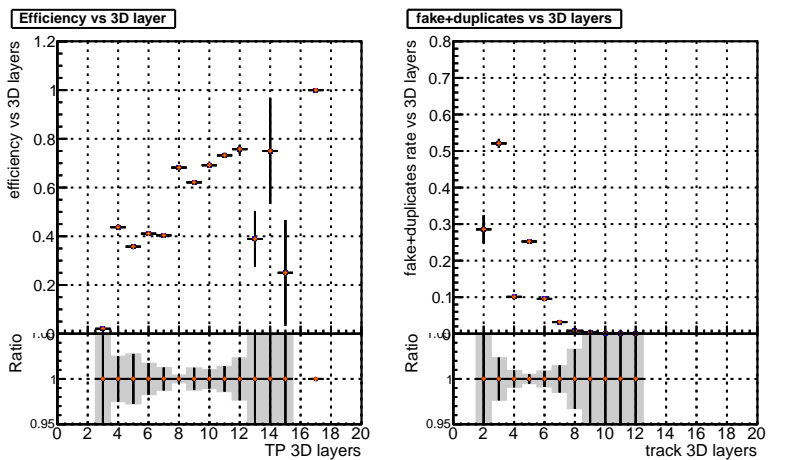 Efficiency vs 3D layer
efficiency vs 3D layers
1.2
1
0.8
0.6
0.4
0.2
0
Ratio
1
0.95
0 2 4 6 8 10 12 14 16 18 20
TP 3D layers
fake+duplicates vs 3D layers
fake+duplicates rate vs 3D layers
0.8
0.7
0.6
0.5
0.4
0.3
0.2
0.1
0
Ratio
1
0.95
0 2 4 6 8 10 12 14 16 18 20
track 3D layers